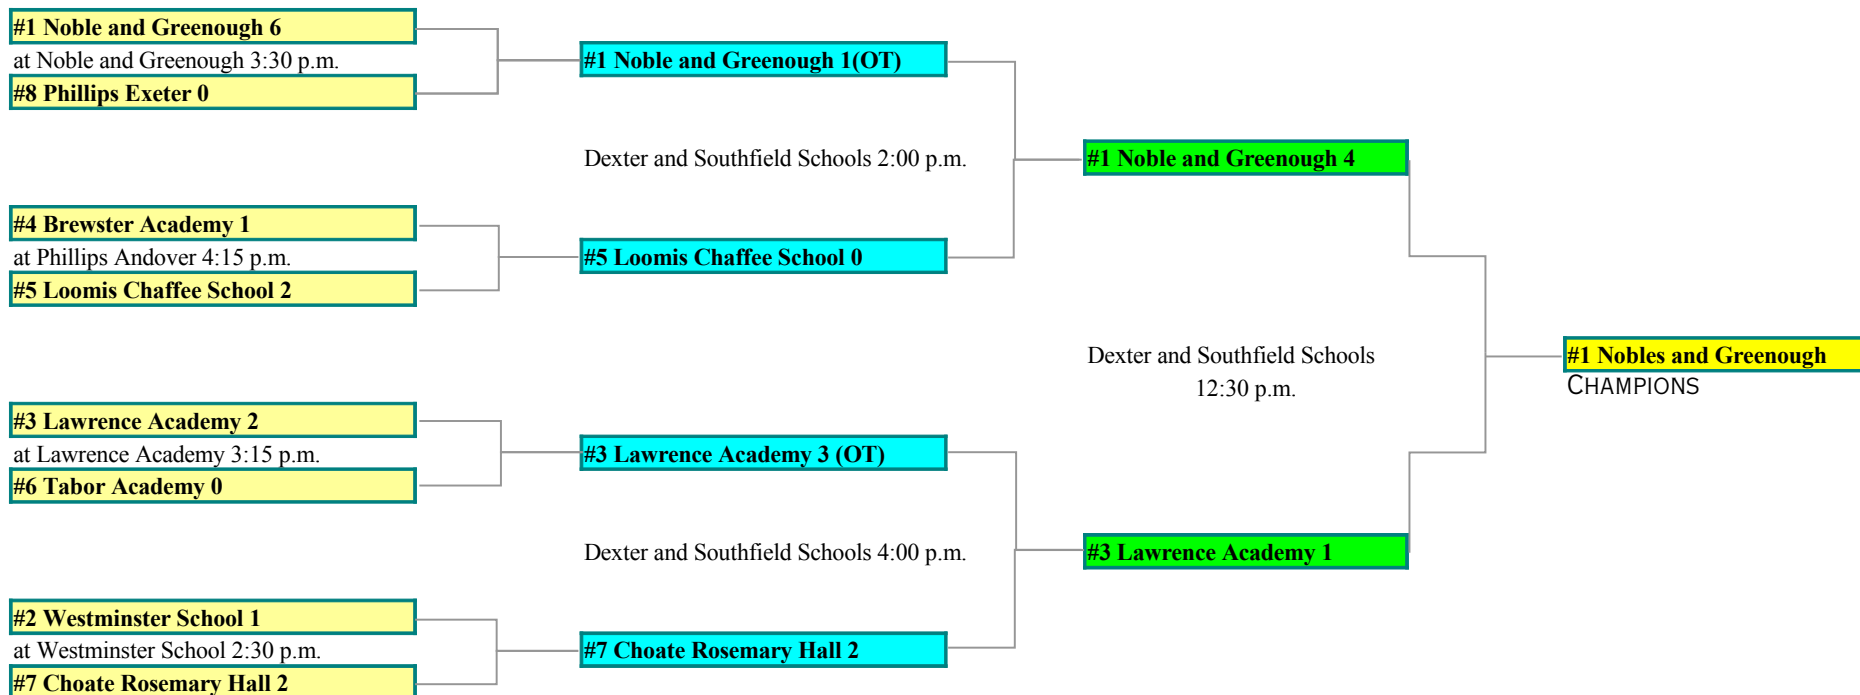 #1 Noble and Greenough 6
at Noble and Greenough 3:30 p.m.
#8 Phillips Exeter 0
#1 Noble and Greenough 1(OT)
Dexter and Southfield Schools 2:00 p.m.
#1 Noble and Greenough 4
#4 Brewster Academy 1
at Phillips Andover 4:15 p.m.
#5 Loomis Chaffee School 2
#5 Loomis Chaffee School 0
Dexter and Southfield Schools
12:30 p.m.
#1 Nobles and Greenough
CHAMPIONS
#3 Lawrence Academy 2
at Lawrence Academy 3:15 p.m.
#6 Tabor Academy 0
#3 Lawrence Academy 3 (OT)
Dexter and Southfield Schools 4:00 p.m.
#3 Lawrence Academy 1
#2 Westminster School 1
at Westminster School 2:30 p.m.
#7 Choate Rosemary Hall 2
#7 Choate Rosemary Hall 2